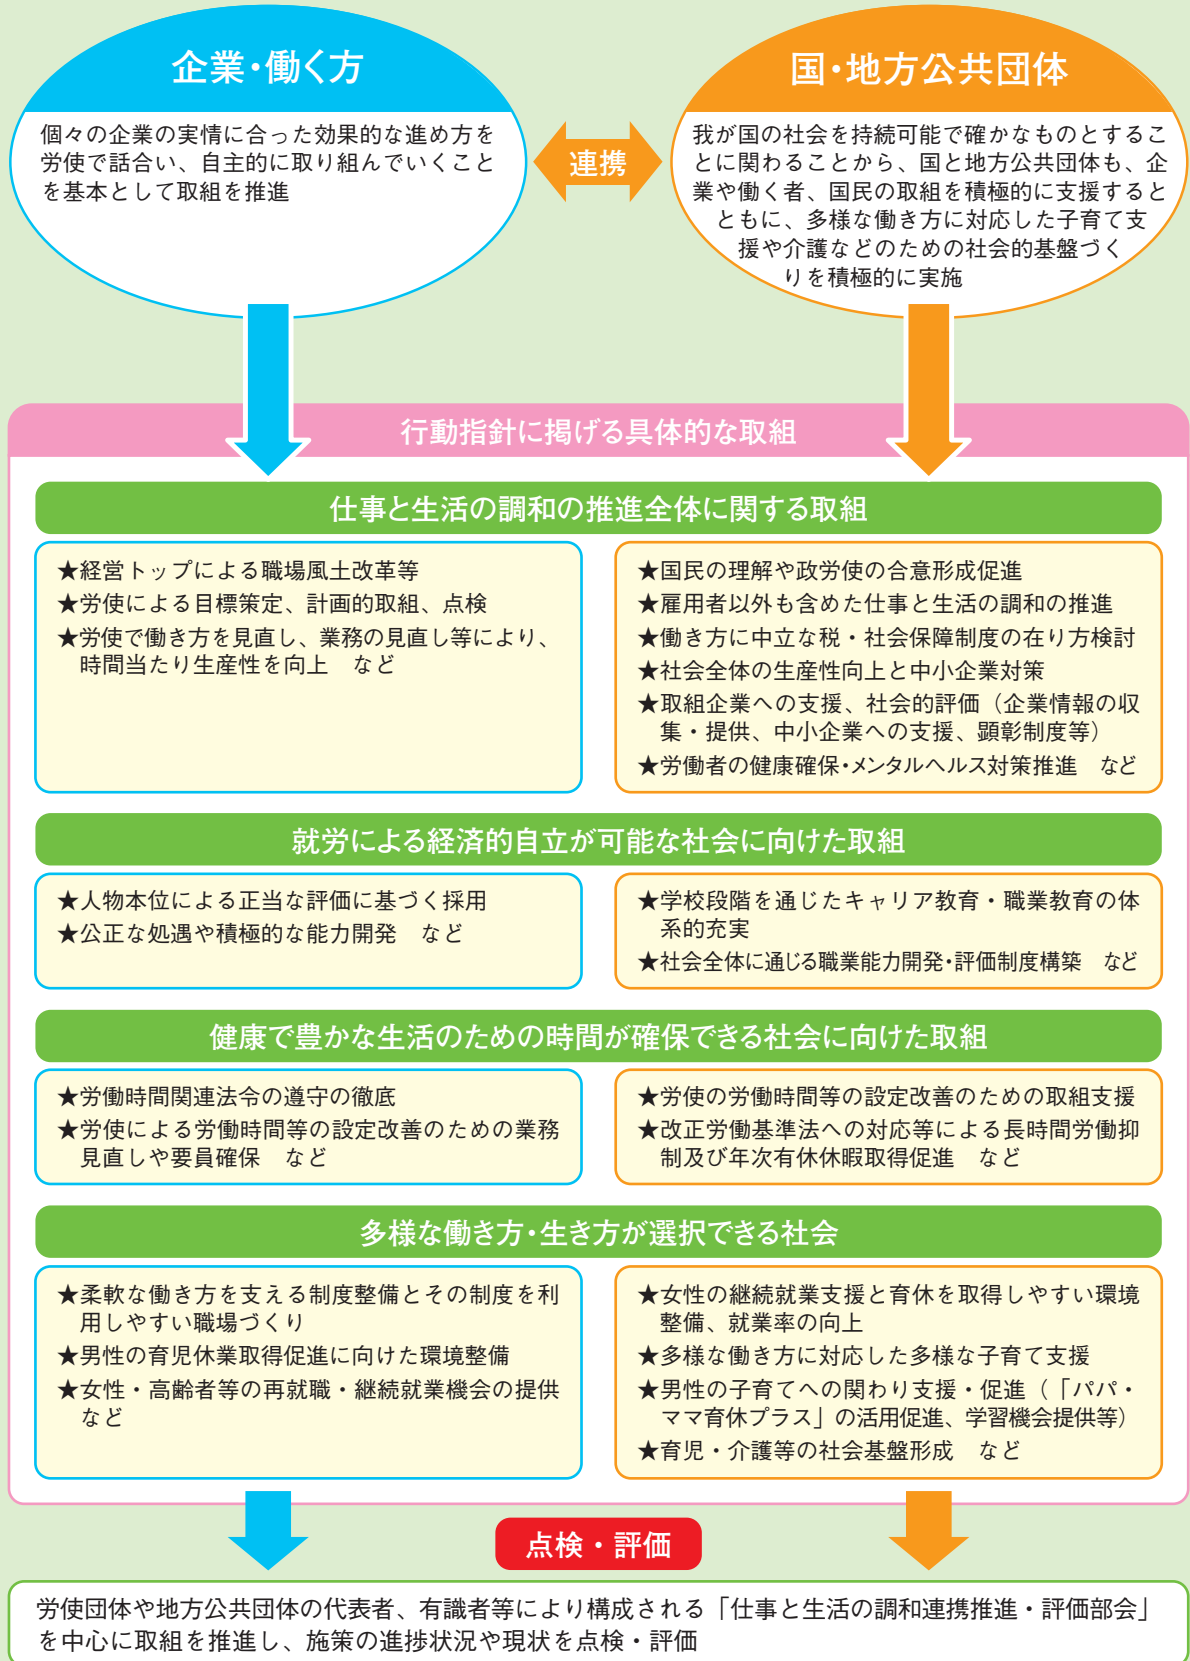 企業・働く方
個々の企業の実情に合った効果的な進め方を
労使で話合い、自主的に取り組んでいくこと
を基本として取組を推進
連携
国・地方公共団体
我が国の社会を持続可能で確かなものとするこ
とに関わることから、国と地方公共団体も、企
業や働く者、国民の取組を積極的に支援すると
ともに、多様な働き方に対応した子育て支
援や介護などのための社会的基盤づく
りを積極的に実施
行動指針に掲げる具体的な取組
仕事と生活の調和の推進全体に関する取組
★経営トップによる職場風土改革等
★労使による目標策定、計画的取組、点検
★労使で働き方を見直し、業務の見直し等により、
時間当たり生産性を向上　など
★国民の理解や政労使の合意形成促進
★雇用者以外も含めた仕事と生活の調和の推進
★働き方に中立な税・社会保障制度の在り方検討
★社会全体の生産性向上と中小企業対策
★取組企業への支援、社会的評価（企業情報の収
集・提供、中小企業への支援、顕彰制度等）
★労働者の健康確保・メンタルヘルス対策推進　など
就労による経済的自立が可能な社会に向けた取組
★人物本位による正当な評価に基づく採用
★公正な処遇や積極的な能力開発　など
★学校段階を通じたキャリア教育・職業教育の体
系的充実
★社会全体に通じる職業能力開発・評価制度構築　など
健康で豊かな生活のための時間が確保できる社会に向けた取組
★労働時間関連法令の遵守の徹底
★労使による労働時間等の設定改善のための業務
見直しや要員確保　など
★労使の労働時間等の設定改善のための取組支援
★改正労働基準法への対応等による長時間労働抑
制及び年次有休休暇取得促進　など
多様な働き方・生き方が選択できる社会
★柔軟な働き方を支える制度整備とその制度を利
用しやすい職場づくり
★男性の育児休業取得促進に向けた環境整備
★女性・高齢者等の再就職・継続就業機会の提供
など
★女性の継続就業支援と育休を取得しやすい環境
整備、就業率の向上
★多様な働き方に対応した多様な子育て支援
★男性の子育てへの関わり支援・促進（「パパ・
ママ育休プラス」の活用促進、学習機会提供等）
★育児・介護等の社会基盤形成　など
点検・評価
労使団体や地方公共団体の代表者、有識者等により構成される「仕事と生活の調和連携推進・評価部会」
を中心に取組を推進し、施策の進捗状況や現状を点検・評価